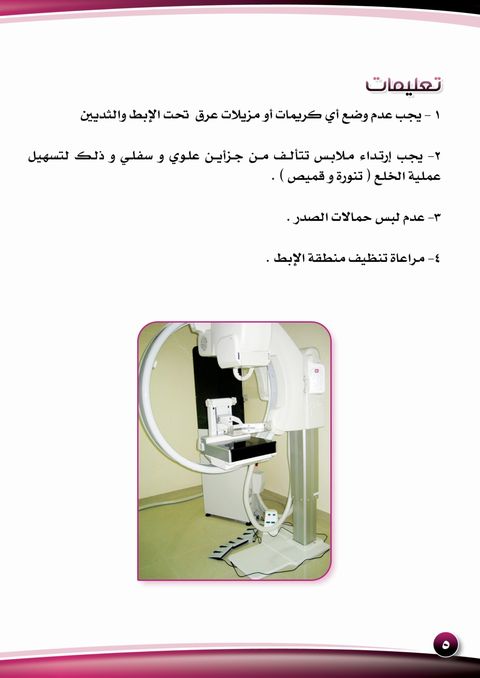 تعليمات
١ - يجب عدم وضع أي كريمات أو مزيلات عرق تحت الإبط والثديين
٢- يجب إرتداء ملابس تتألف من جزأين علوي و سفلي و ذلك لتسهيل
عملية الخلع ( تنورة و قميص ) .
٣- عدم لبس حمالات الصدر .
٤- مراعاة تنظيف منطقة الإبط .
٥